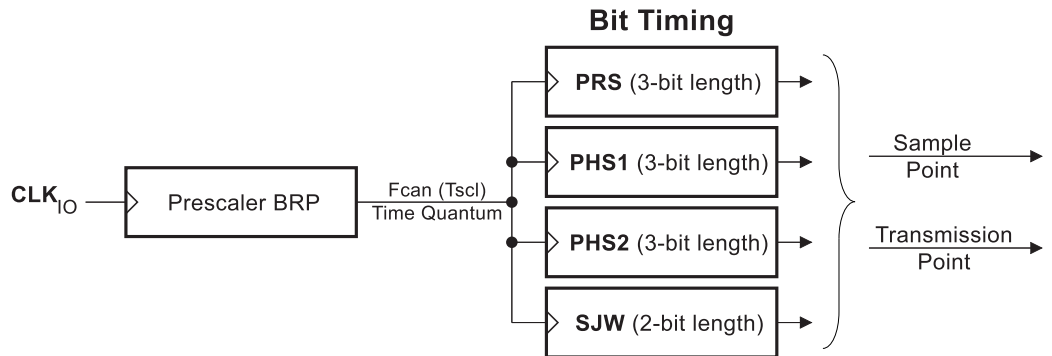 Bit Timing
PRS (3-bit length)
PHS1 (3-bit length)
Sample
Point
CLKIO
Prescaler BRP
Fcan (Tscl)
Time Quantum
PHS2 (3-bit length)
Transmission
Point
SJW (2-bit length)